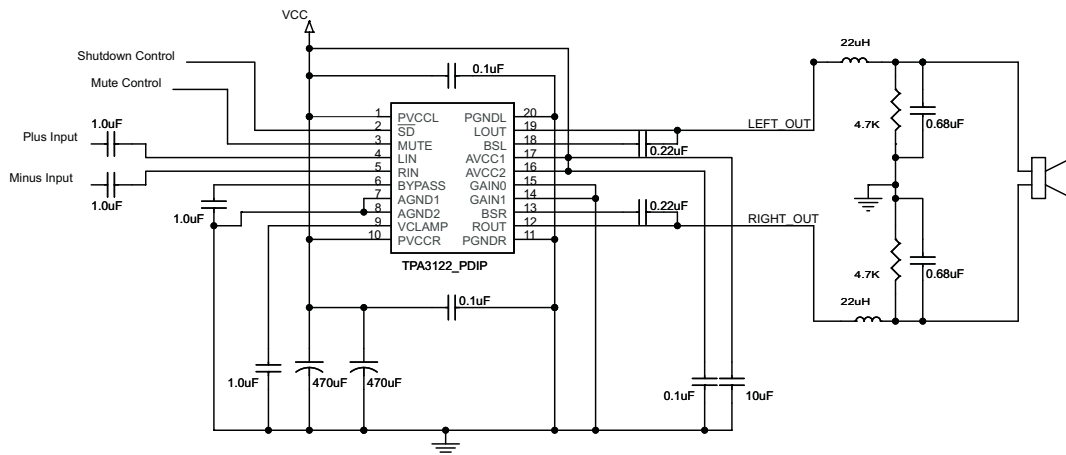 VCC
Shutdown Control
Mute Control
Plus Input
1.0uF
Minus Input
1.0uF
0.1uF
1 PVCCL PGNDL 20
2 SD LOUT 19
3 MUTE BSL 18
4 LIN AVCC1 17
5 RIN AVCC2 16
6 BYPASS GAIN0 15
7 AGND1 GAIN1 14
8 AGND2 BSR 13
9 VCLAMP ROUT 12
10 PVCCR PGNDR 11
TPA3122_PDIP
1.0uF
0.22uF
0.22uF
LEFT_OUT
RIGHT_OUT
22uH
4.7K
0.68uF
4.7K
0.68uF
22uH
0.1uF
1.0uF
470uF
470uF
0.1uF
10uF